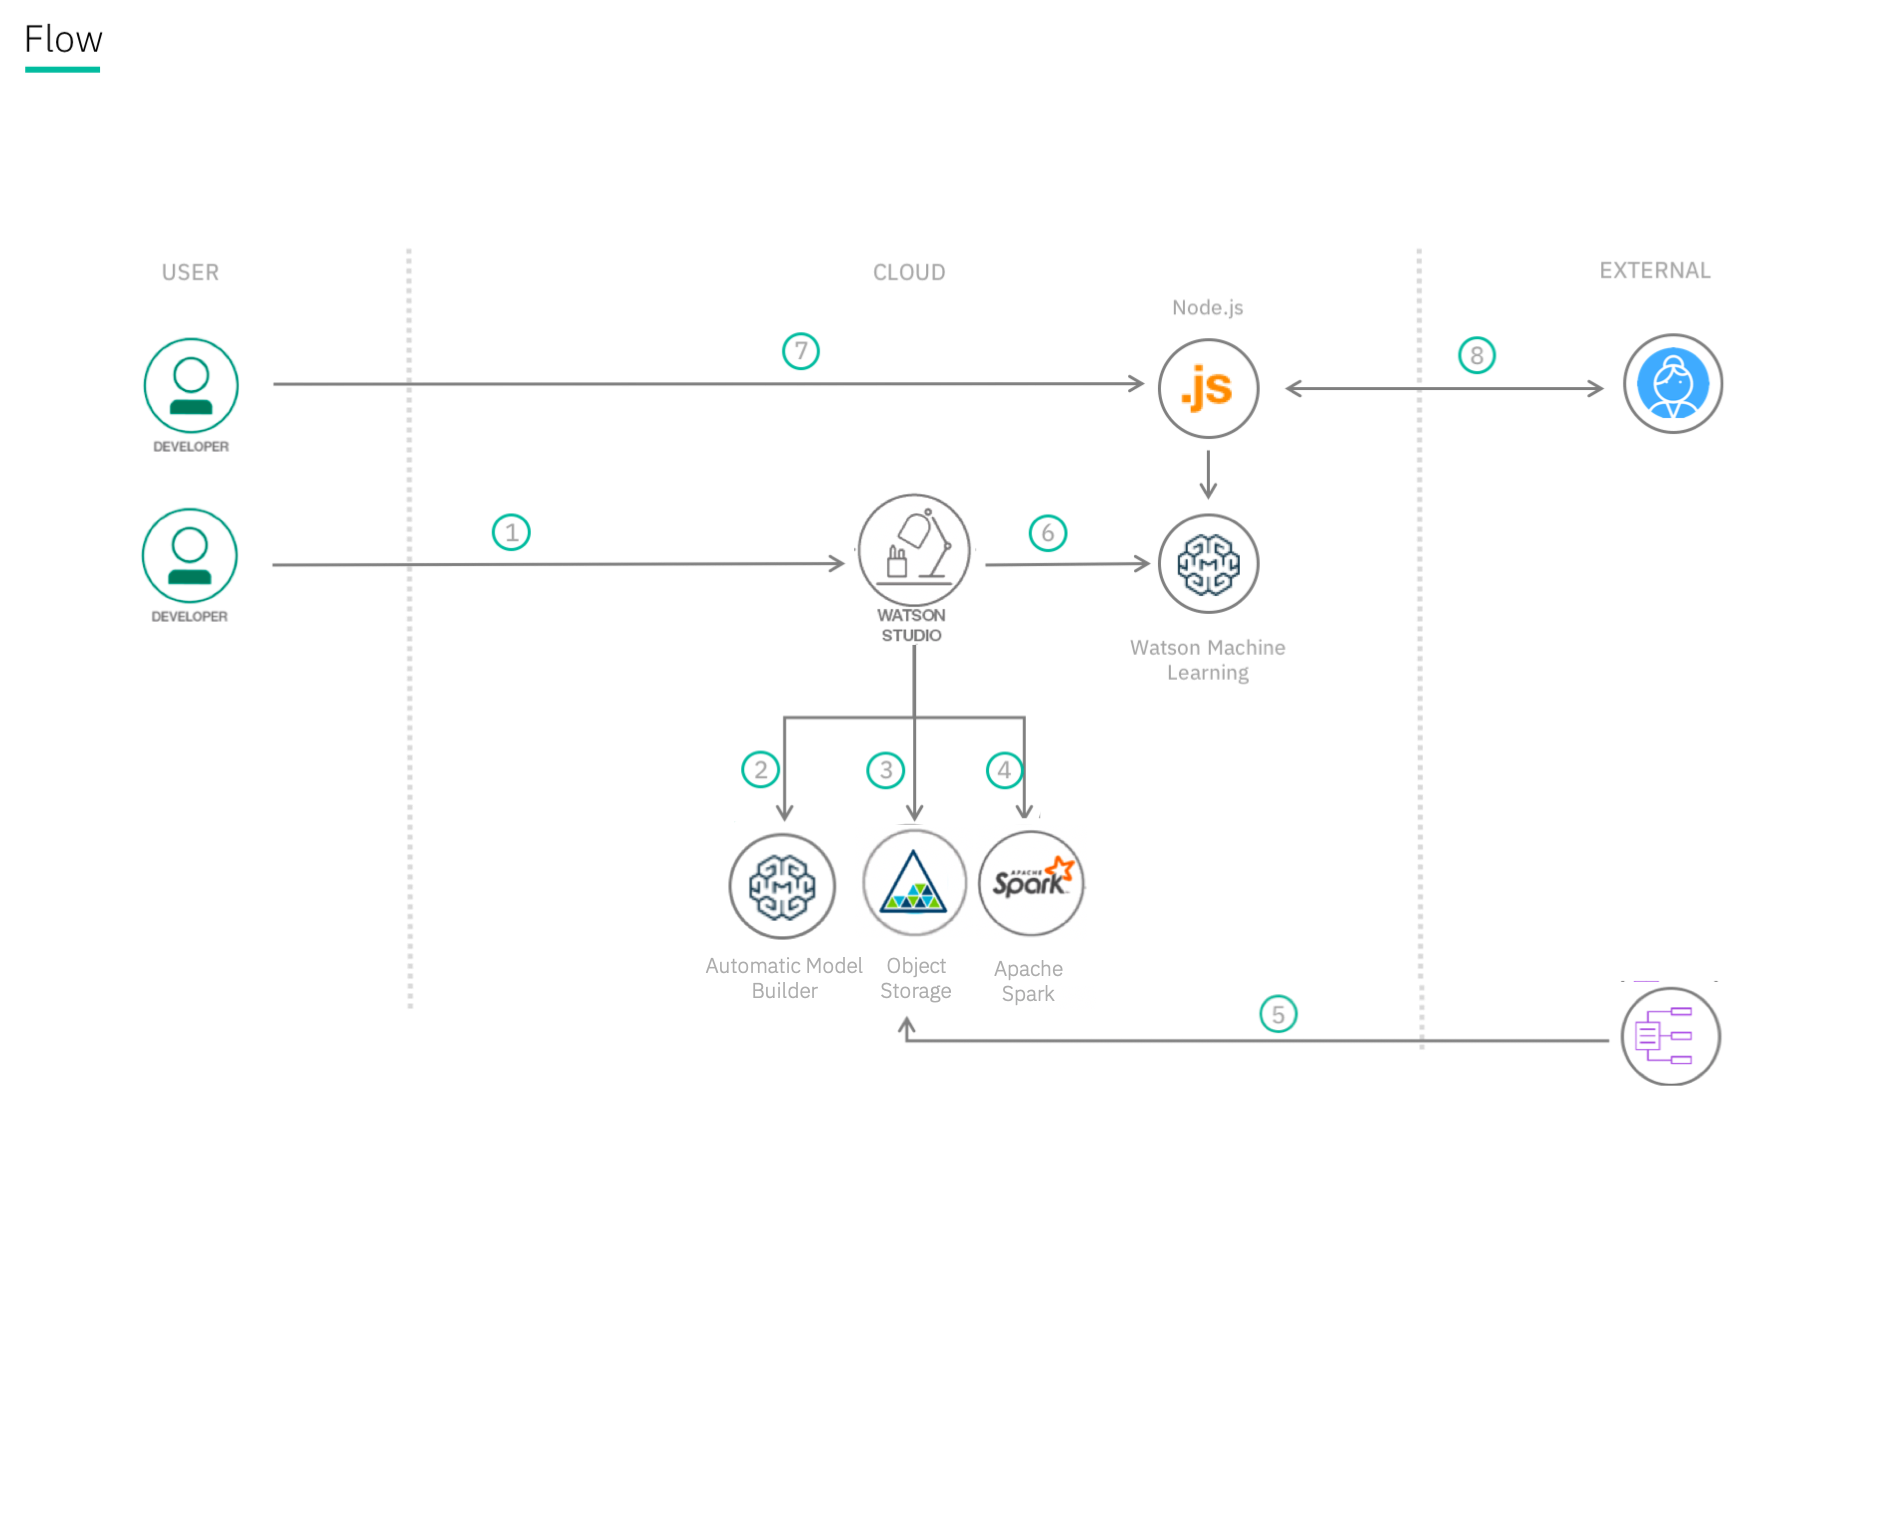 Flow
USER
CLOUD
EXTERNAL
Node.js
7
8
.js
DEVELOPER
1
6
M
DEVELOPER
WATSON
STUDIO
Watson Machine
Learning
2
3
4
M
APACHE
Spark
Automatic Model
Builder
Object
Storage
Apache
Spark
5